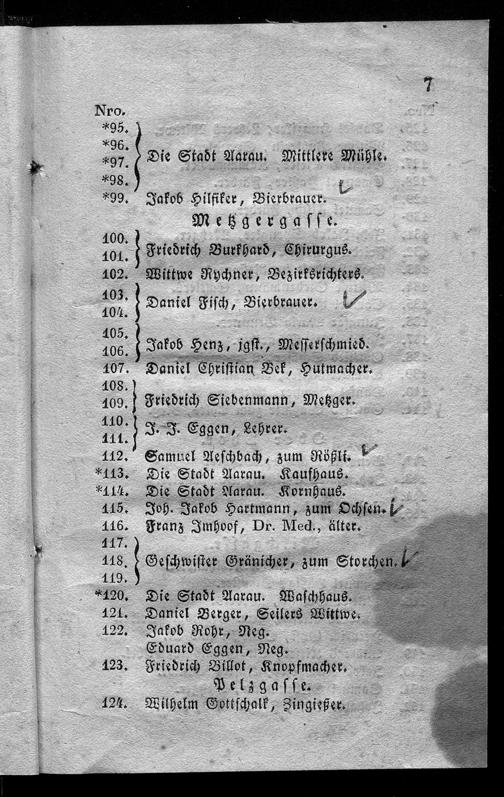 7
Nro.
*95.
*96.
*97. Die Stadt Aarau. Mittlere Mühle.
*98.
*99. Jakob Hilfiker, Bierbrauer.
Metzgergasse.
100.
101. Friedrich Burkhard, Chirurgus.
102. Wittwe Rychner, Bezirksrichters.
103.
Daniel Fisch, Bierbrauer.
104.
105.
106. Jakob Henz, jgst., Messerschmied.
107. Daniel Christian Bek, Hutmacher.
108.
109. Friedrich Siebenmann, Metzger.
110.
111. J. J. Eggen, Lehrer.
112. Samuel Aeschbach, zum Rößli.
*113. Die Stadt Aarau. Kaufhaus.
*114. Die Stadt Aarau. Kornhaus.
115. Joh. Jakob Hartmann, zum Ochsen.
116. Franz Imhoof, Dr. Med., älter.
117.
118. Geschwister Gränicher, zum Storchen.
119.
*120. Die Stadt Aarau. Waschhaus.
121. Daniel Berger, Seilers Wittwe.
122. Jakob Rohr, Neg.
Eduard Eggen, Neg.
123. Friedrich Billot, Knopfmacher.
Pelzgasse.
124. Wilhelm Gottschalk, Zingießer.